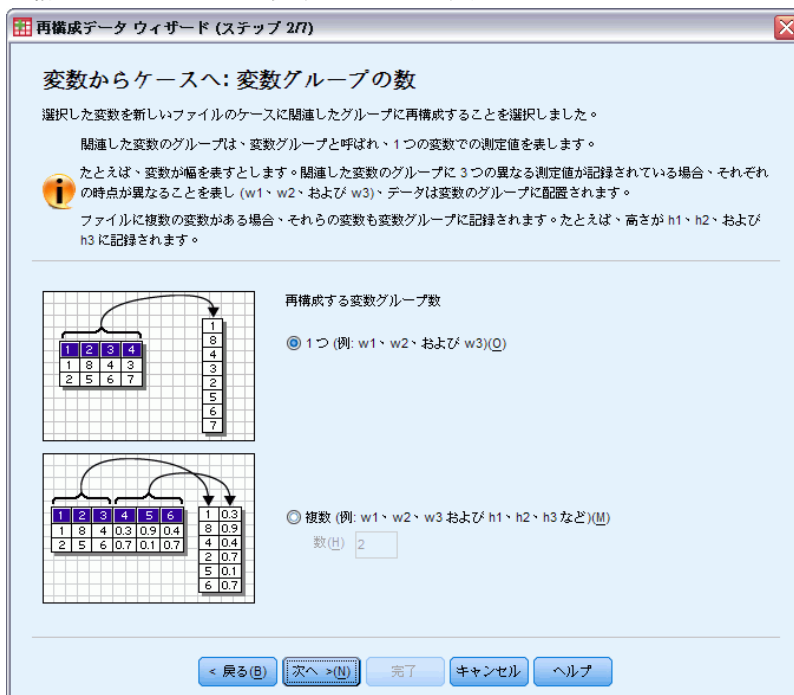 再構成データ ウィザード (ステップ 2/7)
変数からケースへ: 変数グループの数
選択した変数を新しいファイルのケースに関連したグループに再構成することを選択しました。
関連した変数のグループは、変数グループと呼ばれ、1つの変数での測定値を表します。
たとえば、変数が幅を表すとします。関連した変数のグループに 3 つの異なる測定値が記録されている場合、それぞれ
の時点が異なることを表し (w1、w2、および w3)、データは変数のグループに配置されます。
ファイルに複数の変数がある場合、それらの変数も変数グループに記録されます。たとえば、高さが h1、h2、および
h3 に記録されます。
再構成する変数グループ数
1 2 3 4
1 8 4 3
2 5 6 7
1
8
4
3
2
5
6
7
1つ (例: w1、w2、および w3)(O)
1 2 3 4 5 6
1 8 4 0.3 0.9 0.4
2 5 6 0.7 0.1 0.7
1 0.3
8 0.9
4 0.4
2 0.7
5 0.1
6 0.7
複数 (例: w1、w2、w3 および h1、h2、h3 など)(M)
数(H) 2
< 戻る(B) 次へ >(N) 完了 キャンセル ヘルプ